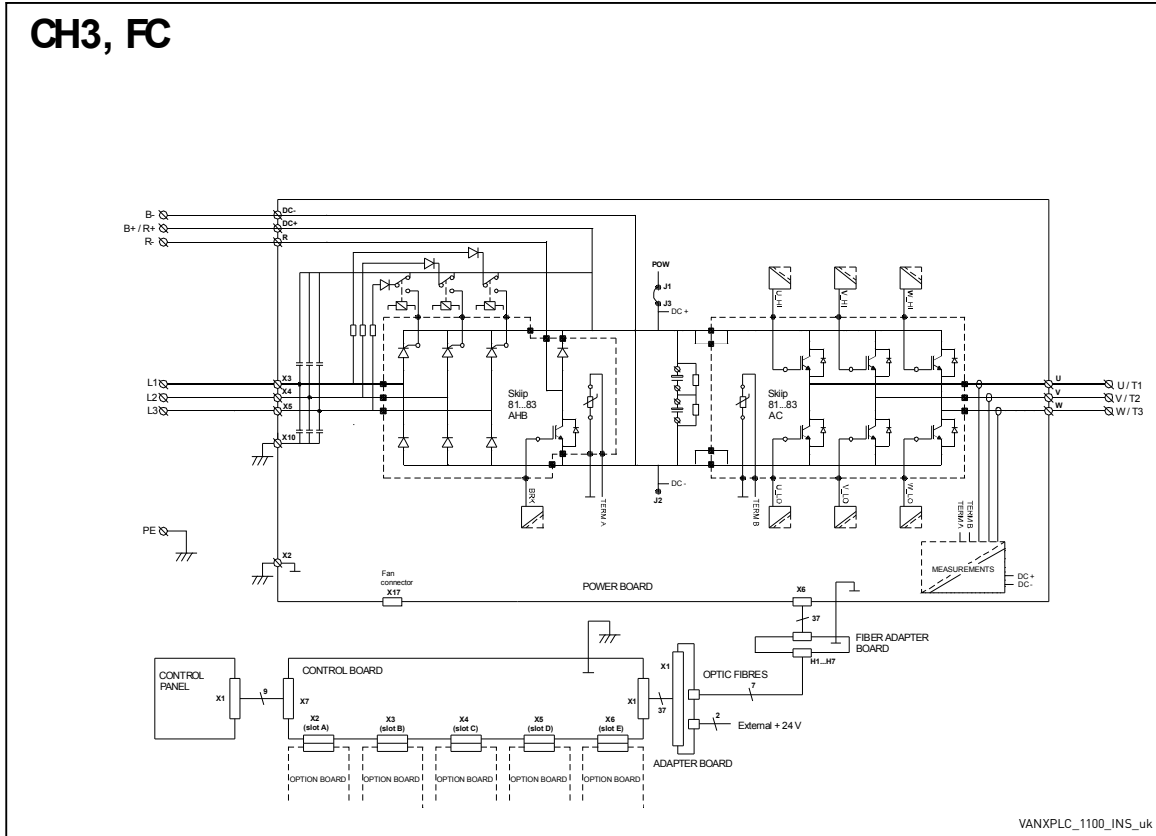 CH3, FC
B-
DC-
B+ / R+
DC+
R-
R
POW
J1
J3
DC +
U_HI
V_HI
W_HI
L1
X3
L2
X4
L3
X5
X10
Skiip
81...83
AHB
Skiip
81...83
AC
U
U / T1
V
V / T2
W
W / T3
BRK
TERM A
DC -
J2
TERM B
U_LO
V_LO
W_LO
TERM A
TERM B
PE
X2
MEASUREMENTS
DC +
DC -
Fan
connector
X17
POWER BOARD
X6
37
FIBER ADAPTER
BOARD
H1...H7
CONTROL
PANEL
X1
9
CONTROL BOARD
X7
X1
37
X1
OPTIC FIBRES
7
2
External + 24 V
ADAPTER BOARD
X2
(slot A)
X3
(slot B)
X4
(slot C)
X5
(slot D)
X6
(slot E)
OPTION BOARD
OPTION BOARD
OPTION BOARD
OPTION BOARD
OPTION BOARD
VANXPLC_1100_INS_uk